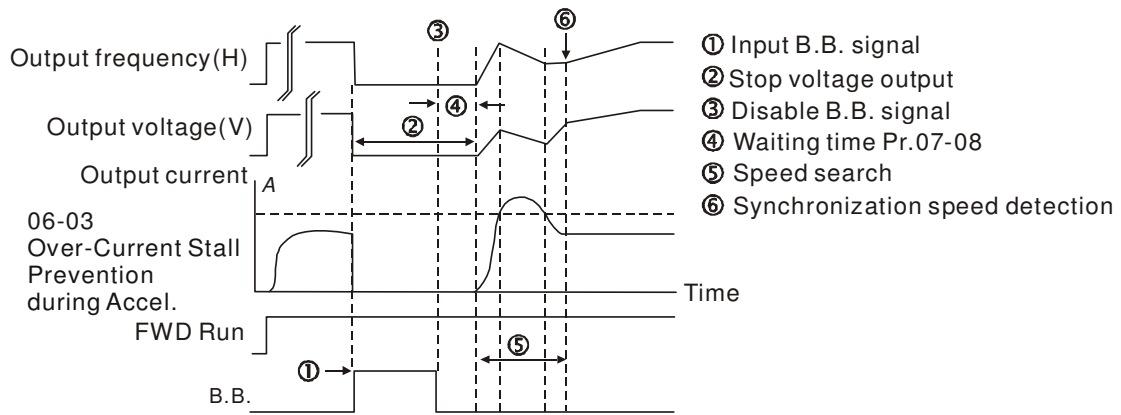 ⑥
③
Output frequency(H)
④
②
Output voltage(V)
Output current
A
06-03
Over-Current Stall
Prevention
during Accel.
Time
FWD Run
⑤
①
B.B.
① Input B.B. signal
② Stop voltage output
③ Disable B.B. signal
④ Waiting time Pr.07-08
⑤ Speed search
⑥ Synchronization speed detection